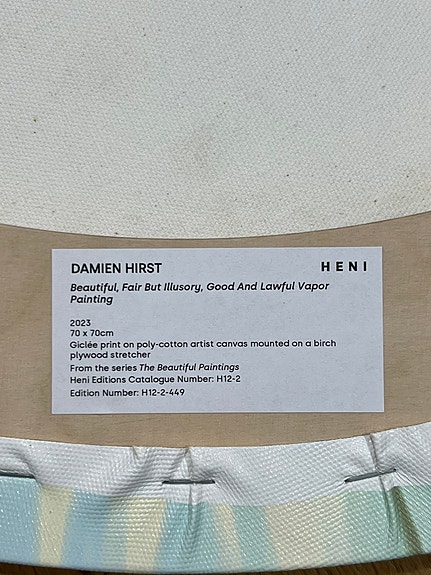 DAMIEN HIRST HENI
Beautiful, Fair But Illusory, Good And Lawful Vapor
Painting
2023
70 x 70cm
Giclée print on poly-cotton artist canvas mounted on a birch
plywood stretcher
From the series The Beautiful Paintings
Heni Editions Catalogue Number: H12-2
Edition Number: H12-2-449